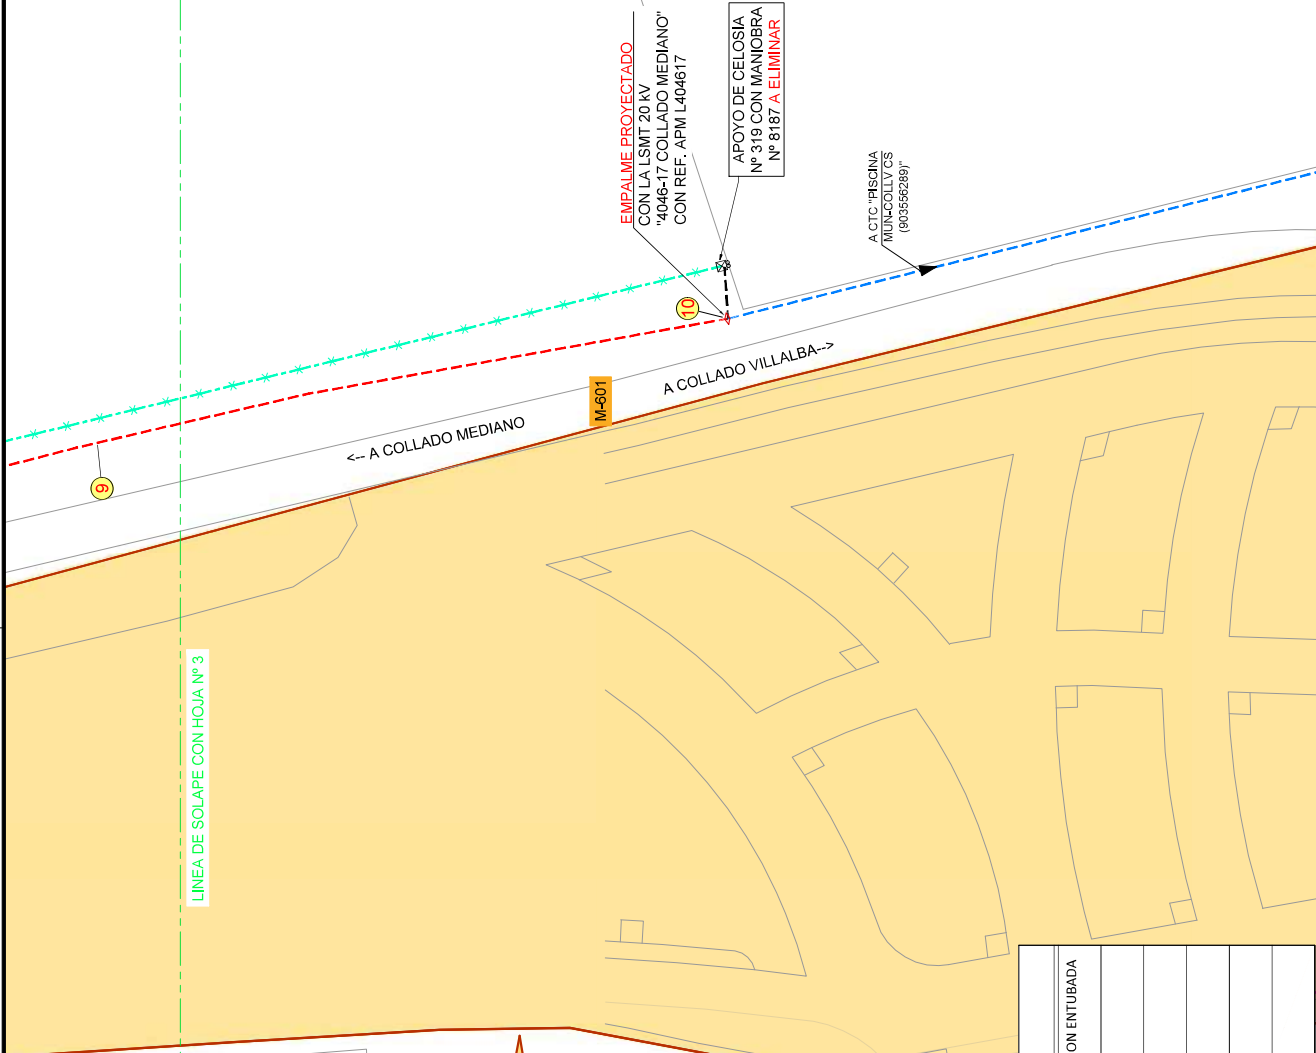 EMPALME PROYECTADO
CON LA LSMT 20 kV
"4046-17 COLLADO MEDIANO"
CON REF. APM L404617
APOYO DE CELOSIA
Nº 319 CON MANIOBRA
Nº 8187 A ELIMINAR
A CTC "PISCINA
MUN-COLLV CS
(903556289)"
10
9
M-601
A COLLADO VILLALBA-->
<-- A COLLADO MEDIANO
LINEA DE SOLAPE CON HOJA Nº 3
ON ENTUBADA